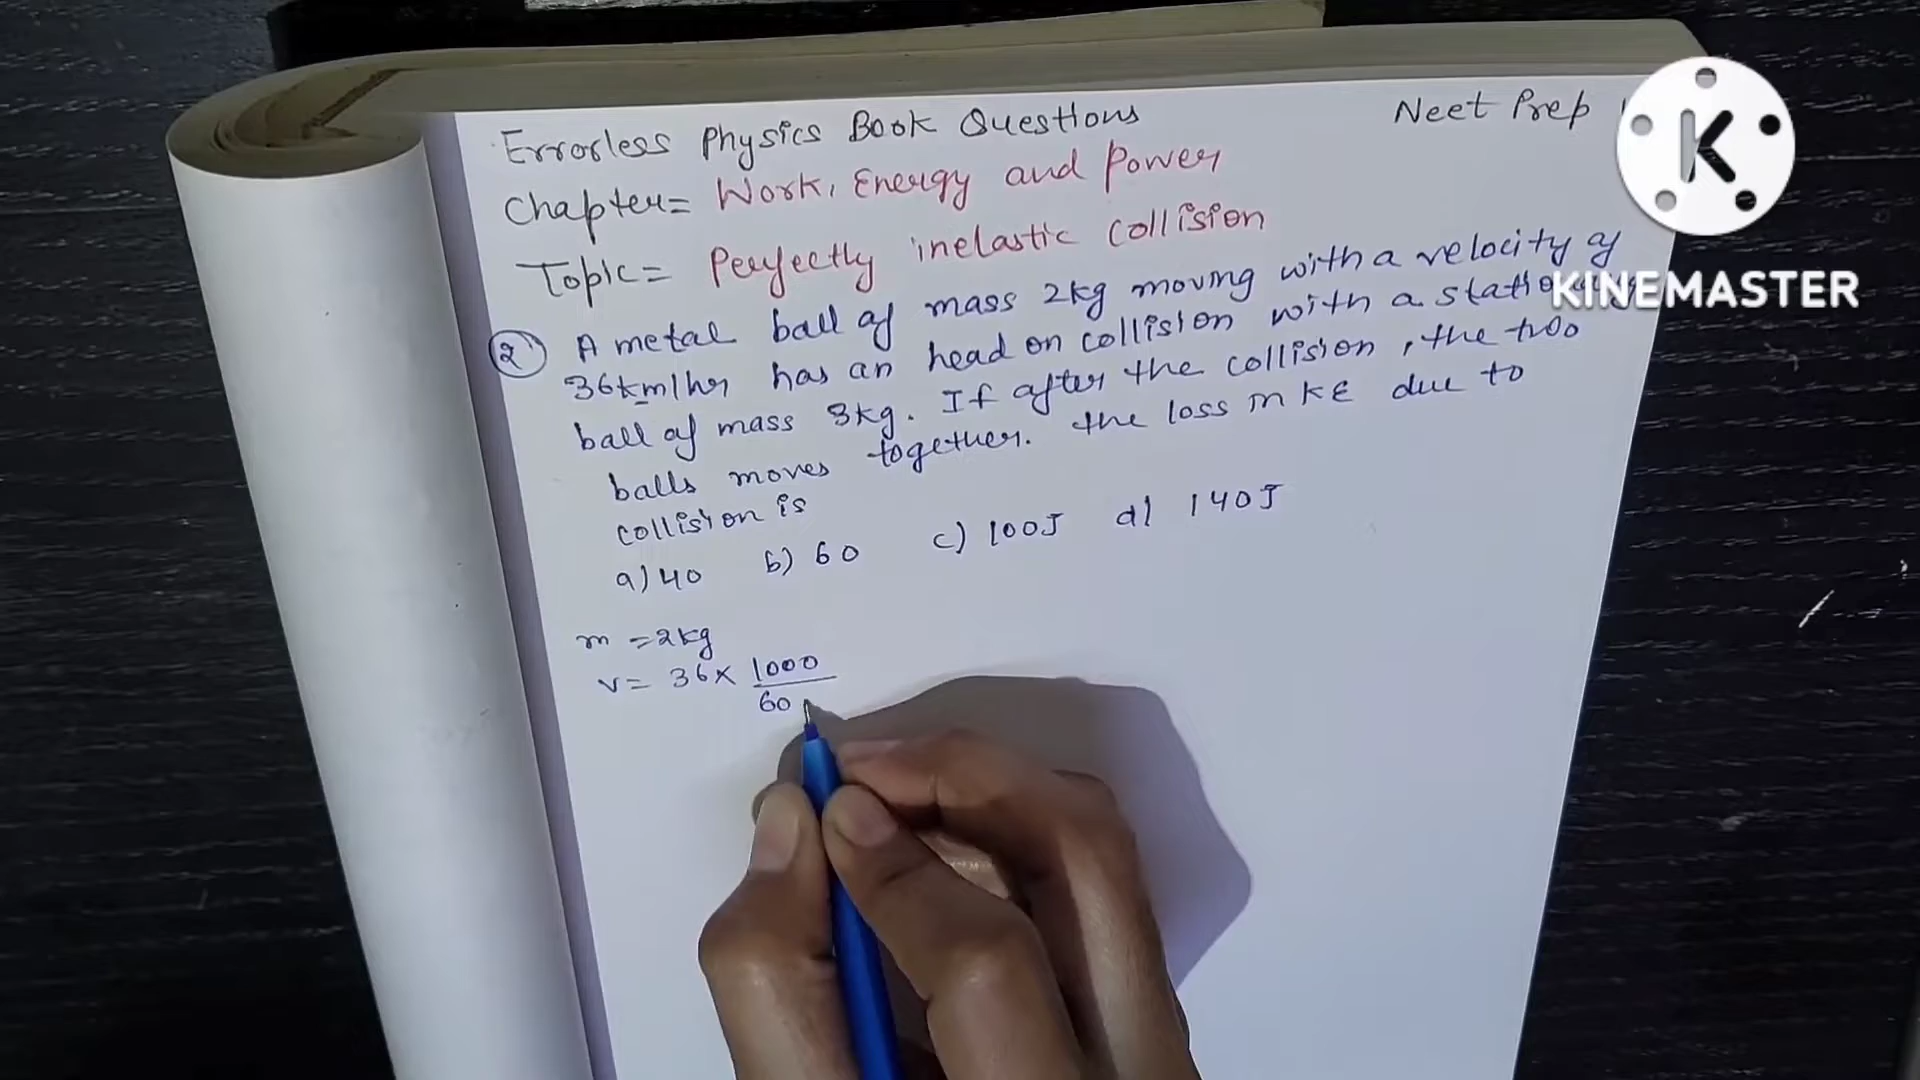 Errorless Physics Book Questions
Neet Prep
Chapter= Work, Energy and Power
Topic= Perfectly inelastic collision
2) A metal ball of mass 2kg moving with a velocity of
36km/hr has an head on collision with a stationary
ball of mass 3kg. If after the collision, the two
balls moves together. the loss in KE due to
collision is
a) 40 b) 60 c) 100J d) 140J
m = 2kg
v = 36 × 1000
60
K
KINEMASTER